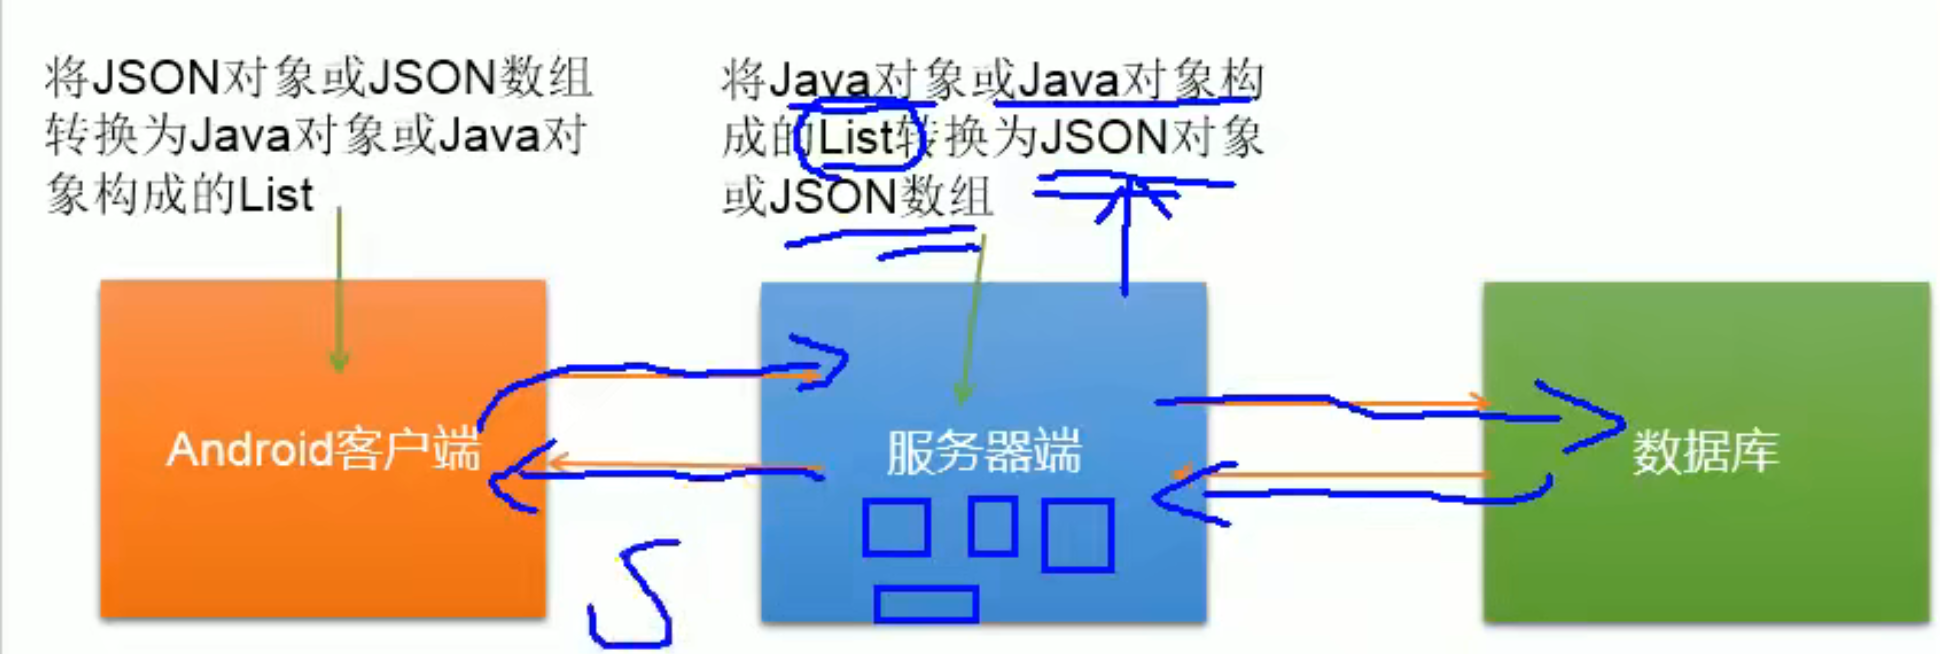 将JSON对象或JSON数组
转换为Java对象或Java对
象构成的List
将Java对象或Java对象构
成的List转换为JSON对象
或JSON数组
Android客户端
服务器端
数据库